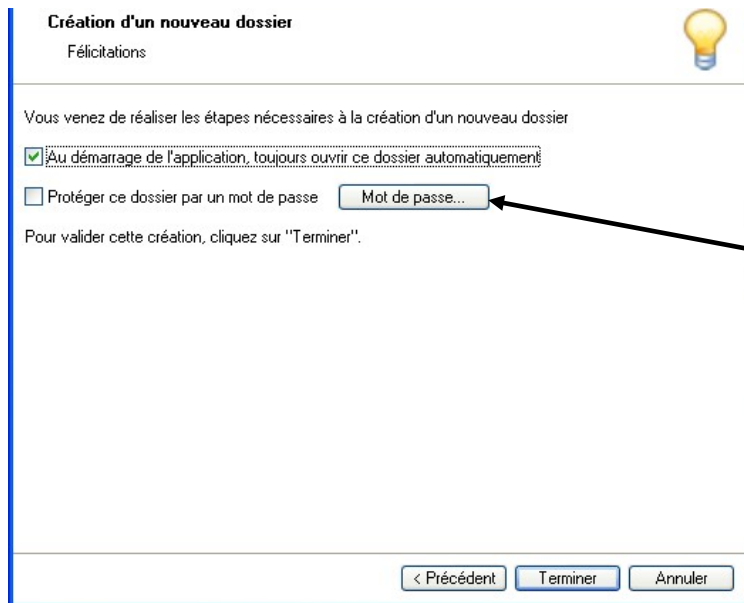 Création d'un nouveau dossier
Félicitations
Vous venez de réaliser les étapes nécessaires à la création d'un nouveau dossier
Au démarrage de l'application, toujours ouvrir ce dossier automatiquement
Protéger ce dossier par un mot de passe Mot de passe...
Pour valider cette création, cliquez sur "Terminer".
< Précédent Terminer Annuler